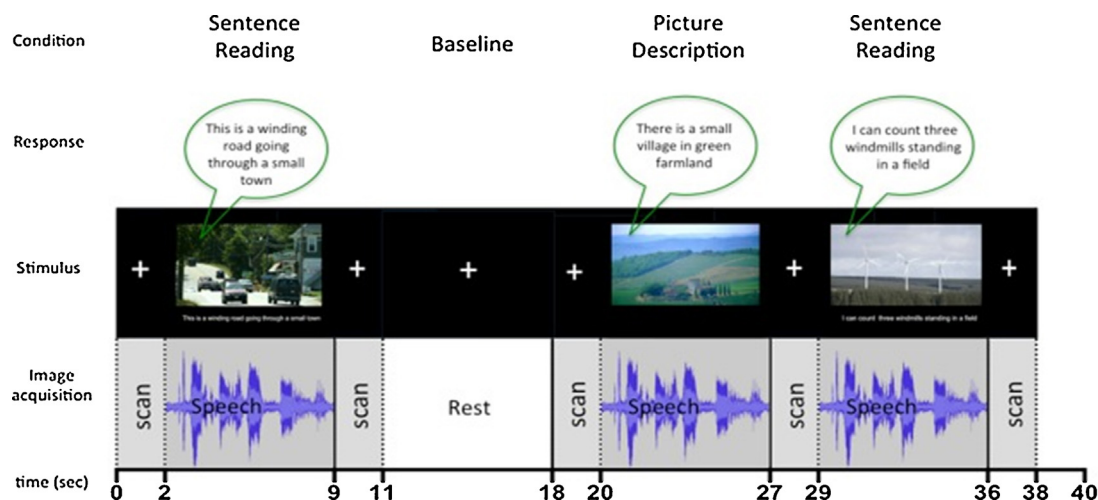 Condition
Sentence
Reading
Baseline
Picture
Description
Sentence
Reading
Response
This is a winding
road going
through a small
town
There is a small
village in green
farmland
I can count three
windmills standing
in a field
Stimulus
+
+
+
+
+
+
This is a winding road going through a small town
I can count three windmills standing in a field
Image
acquisition
scan
Speech
scan
Rest
scan
Speech
scan
Speech
scan
time (sec)
0 2 9 11 18 20 27 29 36 38 40